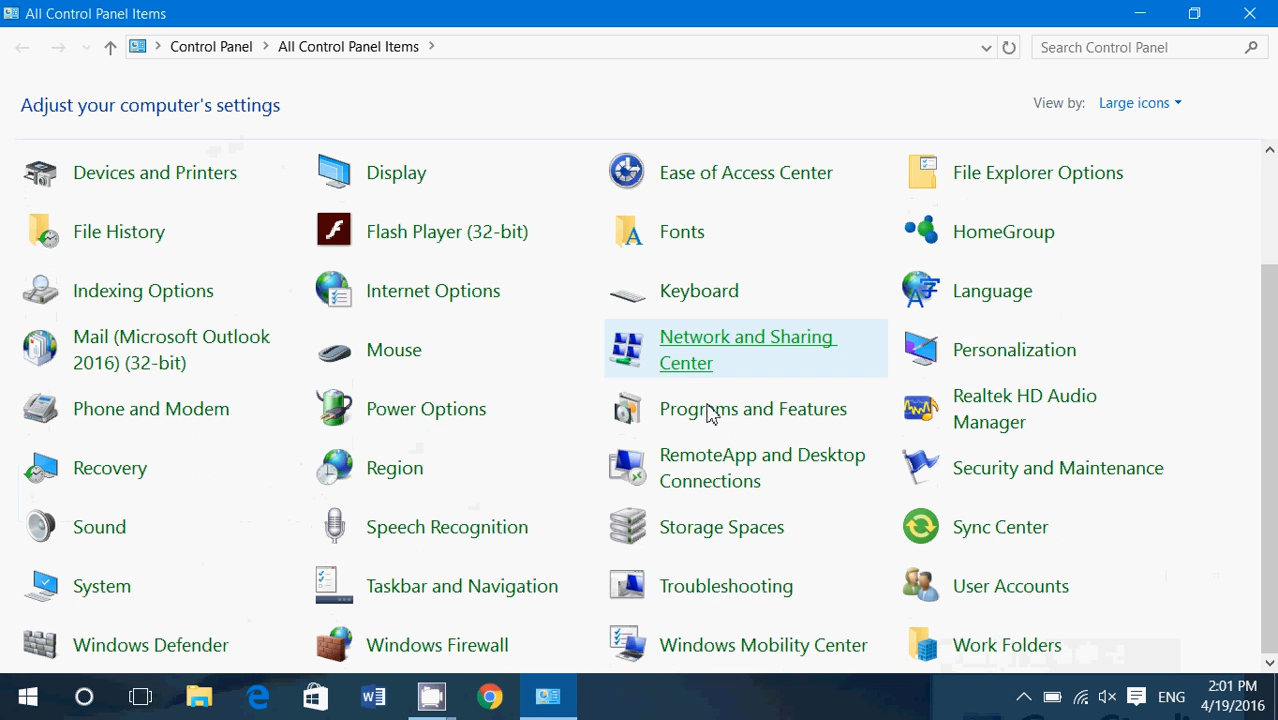 All Control Panel Items
Control Panel > All Control Panel Items >
Search Control Panel
Adjust your computer's settings
View by: Large icons
Devices and Printers
Display
Ease of Access Center
File Explorer Options
File History
Flash Player (32-bit)
Fonts
HomeGroup
Indexing Options
Internet Options
Keyboard
Language
Mail (Microsoft Outlook
2016) (32-bit)
Mouse
Network and Sharing
Center
Personalization
Phone and Modem
Power Options
Programs and Features
Realtek HD Audio
Manager
Recovery
Region
RemoteApp and Desktop
Connections
Security and Maintenance
Sound
Speech Recognition
Storage Spaces
Sync Center
System
Taskbar and Navigation
Troubleshooting
User Accounts
Windows Defender
Windows Firewall
Windows Mobility Center
Work Folders
ENG
2:01 PM
4/19/2016